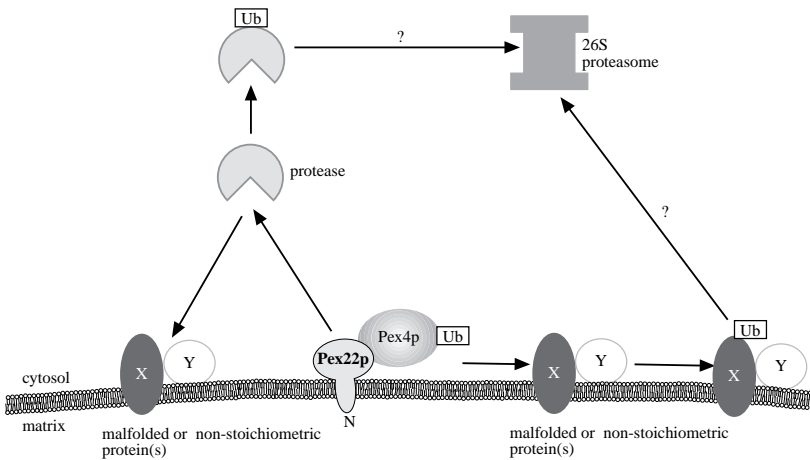 Ub
?
26S
proteasome
protease
?
Pex22p
Pex4p
Ub
Ub
X
Y
X
Y
X
Y
cytosol
matrix
N
malfolded or non-stoichiometric
protein(s)
malfolded or non-stoichiometric
protein(s)